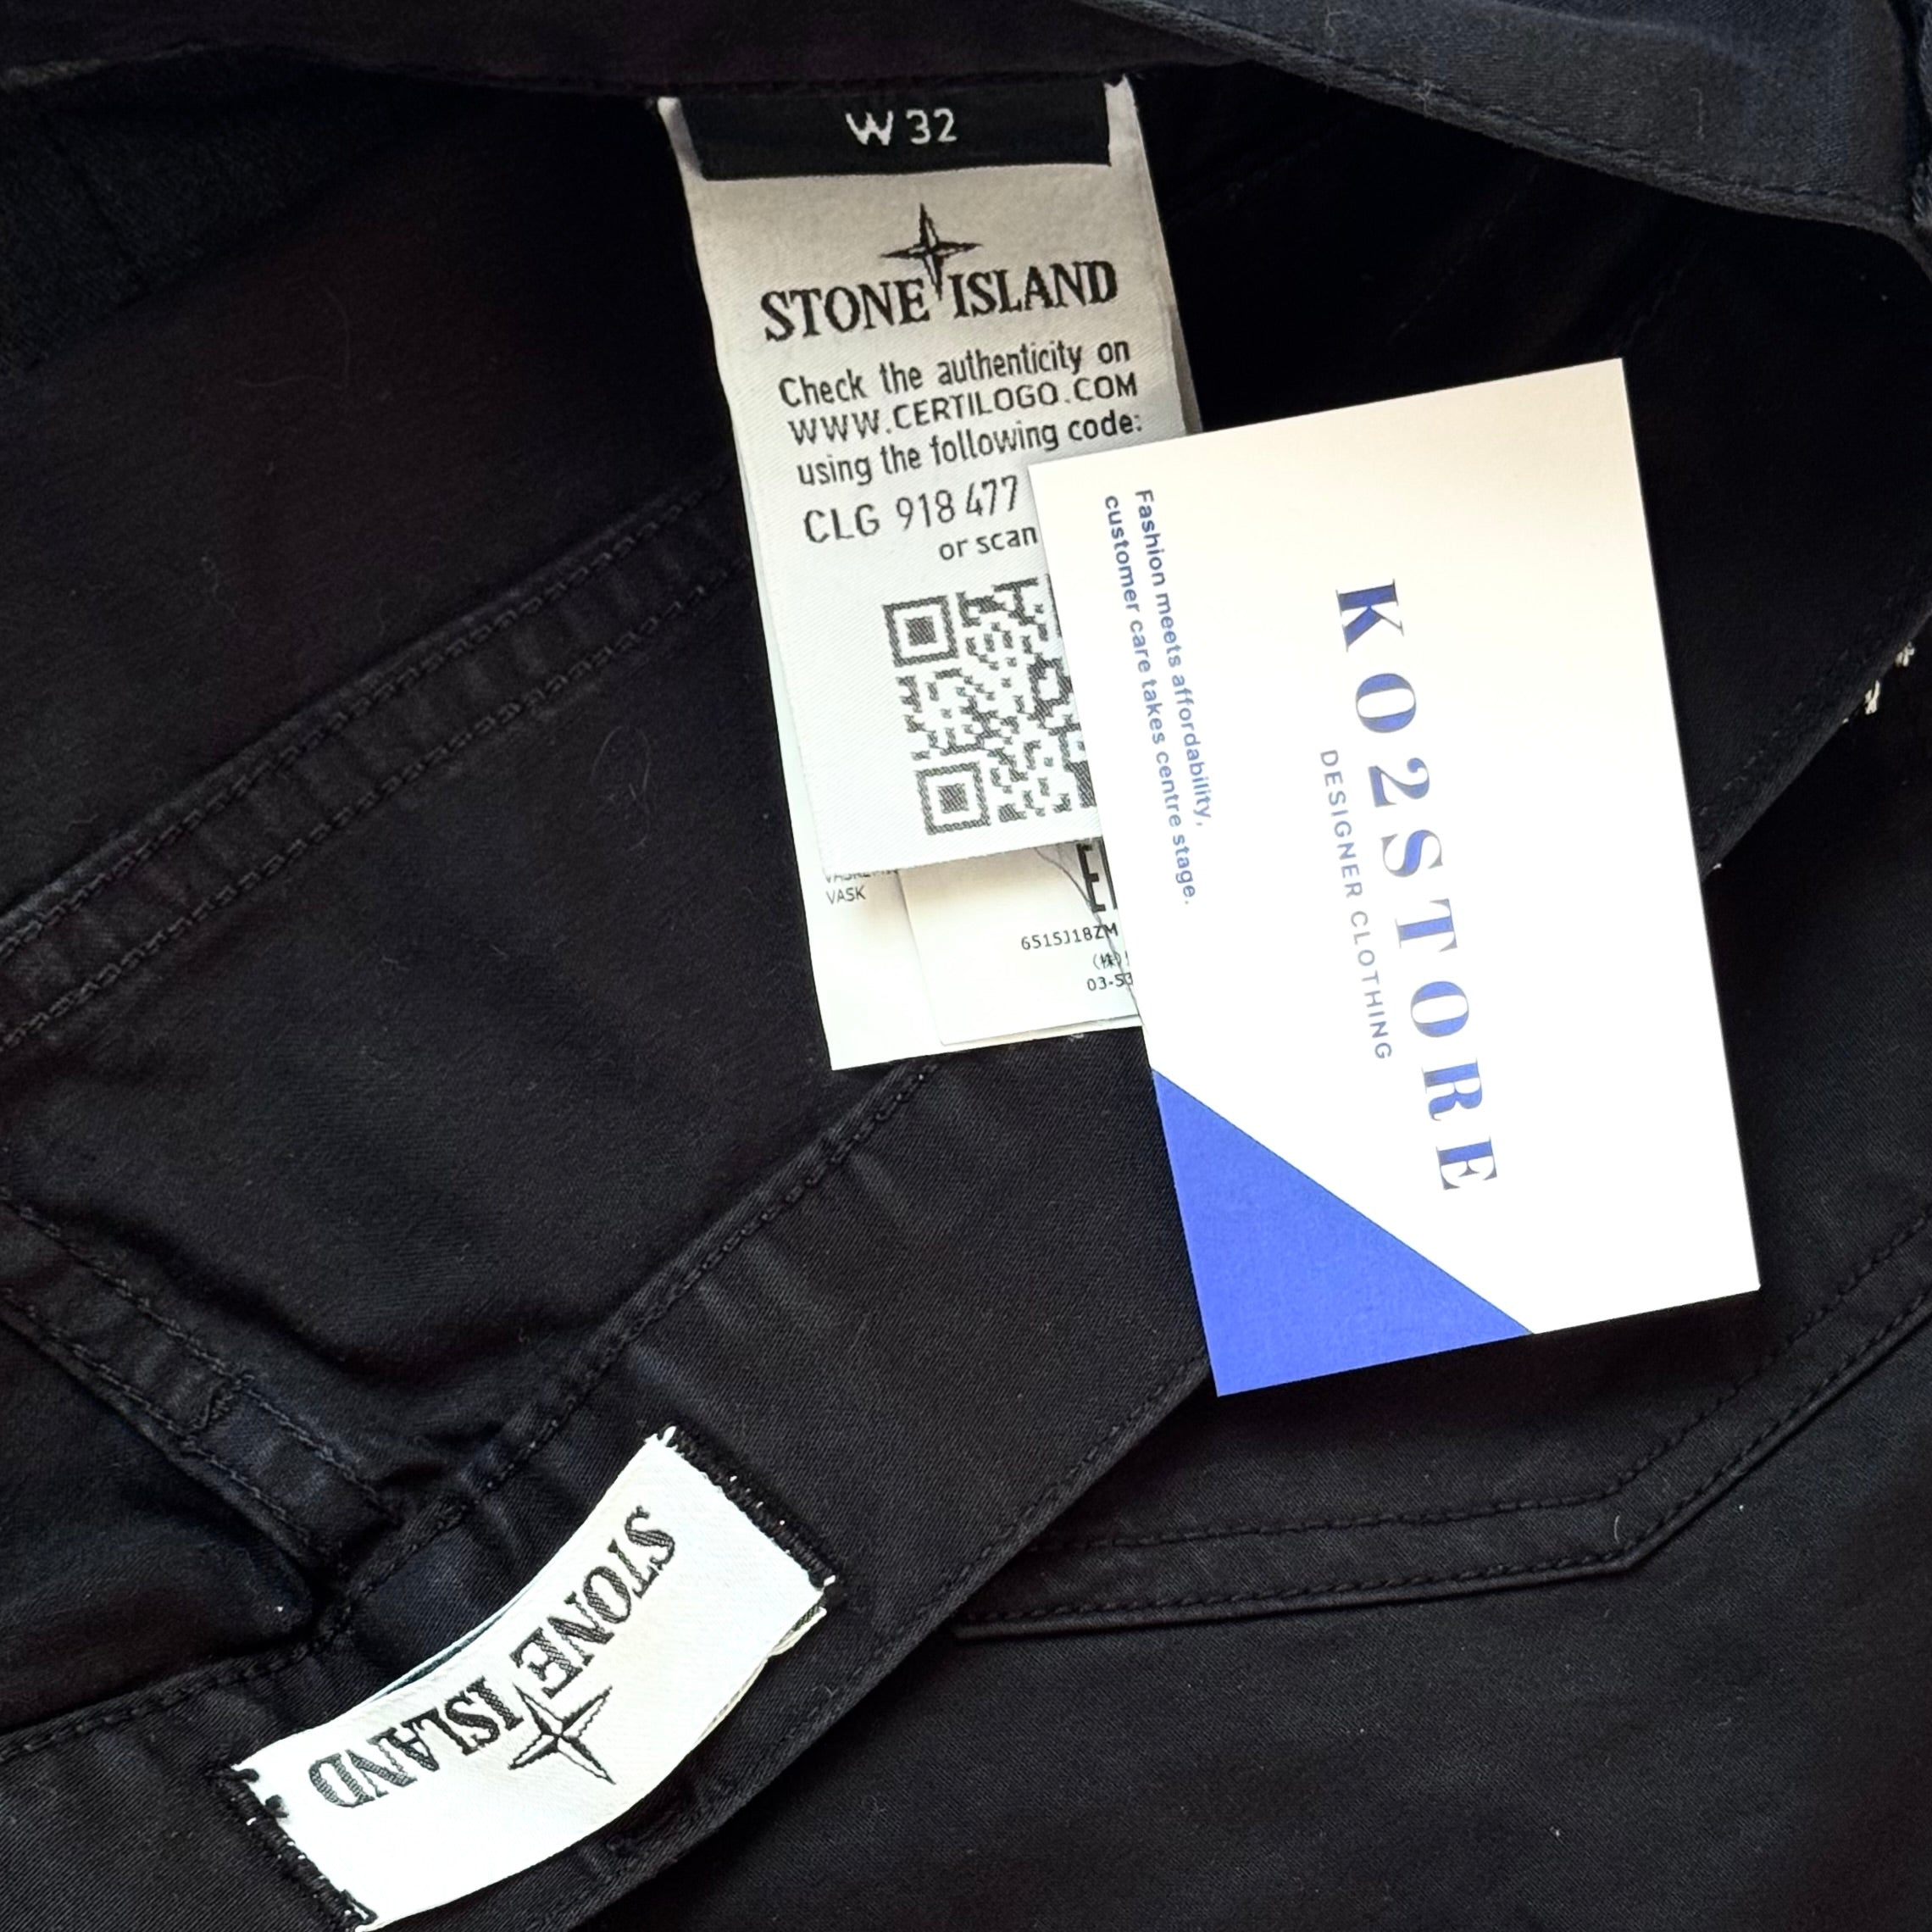 W 32
STONE ISLAND
Check the authenticity on
WWW.CERTILOGO.COM
using the following code:
CLG 918 477
or scan
VASK
6515J18ZM
(株)
03-53
Fashion meets affordability,
customer care takes centre stage.
KO2STORE
DESIGNER CLOTHING
STONE ISLAND